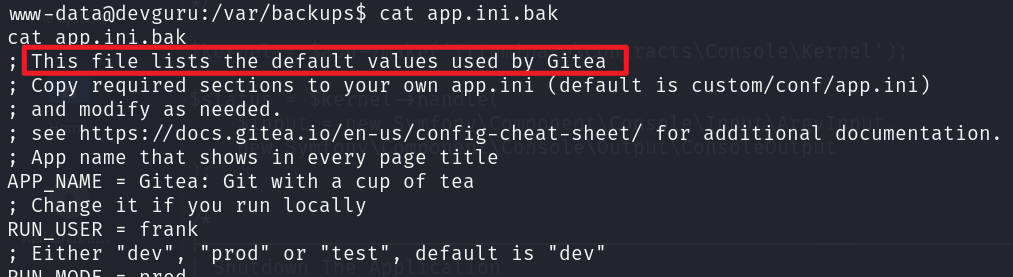 www-data@devguru:/var/backups$ cat app.ini.bak
cat app.ini.bak
; This file lists the default values used by Gitea
; Copy required sections to your own app.ini (default is custom/conf/app.ini)
; and modify as needed.
; see https://docs.gitea.io/en-us/config-cheat-sheet/ for additional documentation.
; App name that shows in every page title
APP_NAME = Gitea: Git with a cup of tea
; Change it if you run locally
RUN_USER = frank
; Either "dev", "prod" or "test", default is "dev"
RUN_MODE = prod
Shutdown The Application